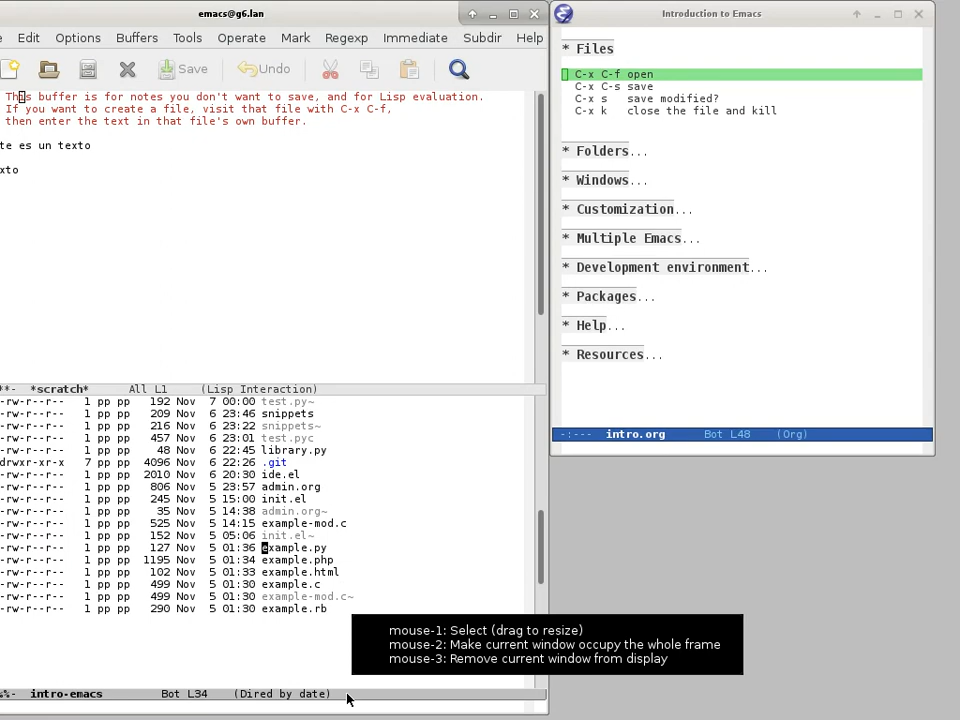 emacs@g6.lan
Edit Options Buffers Tools Operate Mark Regexp Immediate Subdir Help
Save Undo
This buffer is for notes you don't want to save, and for Lisp evaluation.
If you want to create a file, visit that file with C-x C-f,
then enter the text in that file's own buffer.
te es un texto
xto
**- *scratch* All L1 (Lisp Interaction)
-rw-r--r-- 1 pp pp 192 Nov 7 00:00 test.py~
-rw-r--r-- 1 pp pp 209 Nov 6 23:46 snippets
-rw-r--r-- 1 pp pp 216 Nov 6 23:22 snippets~
-rw-r--r-- 1 pp pp 457 Nov 6 23:01 test.pyc
-rw-r--r-- 1 pp pp 48 Nov 6 22:45 library.py
drwxr-xr-x 7 pp pp 4096 Nov 6 22:26 .git
-rw-r--r-- 1 pp pp 2010 Nov 6 20:30 ide.el
-rw-r--r-- 1 pp pp 806 Nov 5 23:57 admin.org
-rw-r--r-- 1 pp pp 245 Nov 5 15:00 init.el
-rw-r--r-- 1 pp pp 35 Nov 5 14:38 admin.org~
-rw-r--r-- 1 pp pp 525 Nov 5 14:15 example-mod.c
-rw-r--r-- 1 pp pp 152 Nov 5 05:06 init.el~
-rw-r--r-- 1 pp pp 127 Nov 5 01:36 example.py
-rw-r--r-- 1 pp pp 1195 Nov 5 01:34 example.php
-rw-r--r-- 1 pp pp 102 Nov 5 01:33 example.html
-rw-r--r-- 1 pp pp 499 Nov 5 01:30 example.c
-rw-r--r-- 1 pp pp 499 Nov 5 01:30 example-mod.c~
-rw-r--r-- 1 pp pp 290 Nov 5 01:30 example.rb
%%- intro-emacs Bot L34 (Dired by date)
mouse-1: Select (drag to resize)
mouse-2: Make current window occupy the whole frame
mouse-3: Remove current window from display
Introduction to Emacs
* Files
C-x C-f open
C-x C-s save
C-x s save modified?
C-x k close the file and kill
* Folders...
* Windows...
* Customization...
* Multiple Emacs...
* Development environment...
* Packages...
* Help...
* Resources...
-:--- intro.org Bot L48 (Org)